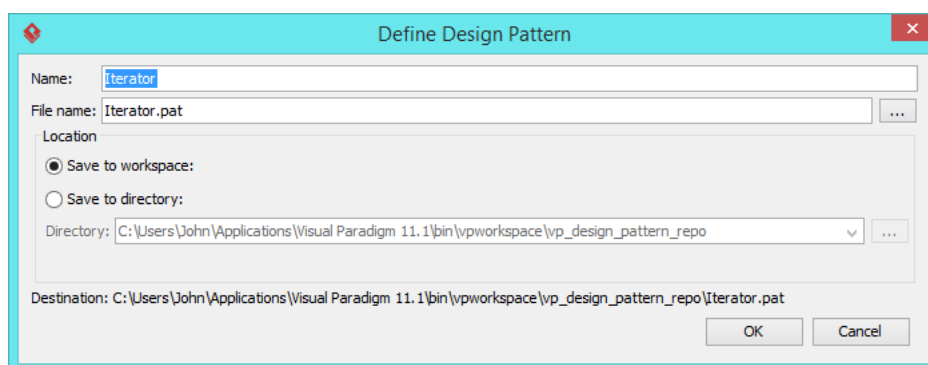 Define Design Pattern
Name: Iterator
File name: Iterator.pat ...
Location
Save to workspace:
Save to directory:
Directory: C:\Users\John\Applications\Visual Paradigm 11.1\bin\vpworkspace\vp_design_pattern_repo ...
Destination: C:\Users\John\Applications\Visual Paradigm 11.1\bin\vpworkspace\vp_design_pattern_repo\Iterator.pat
OK Cancel